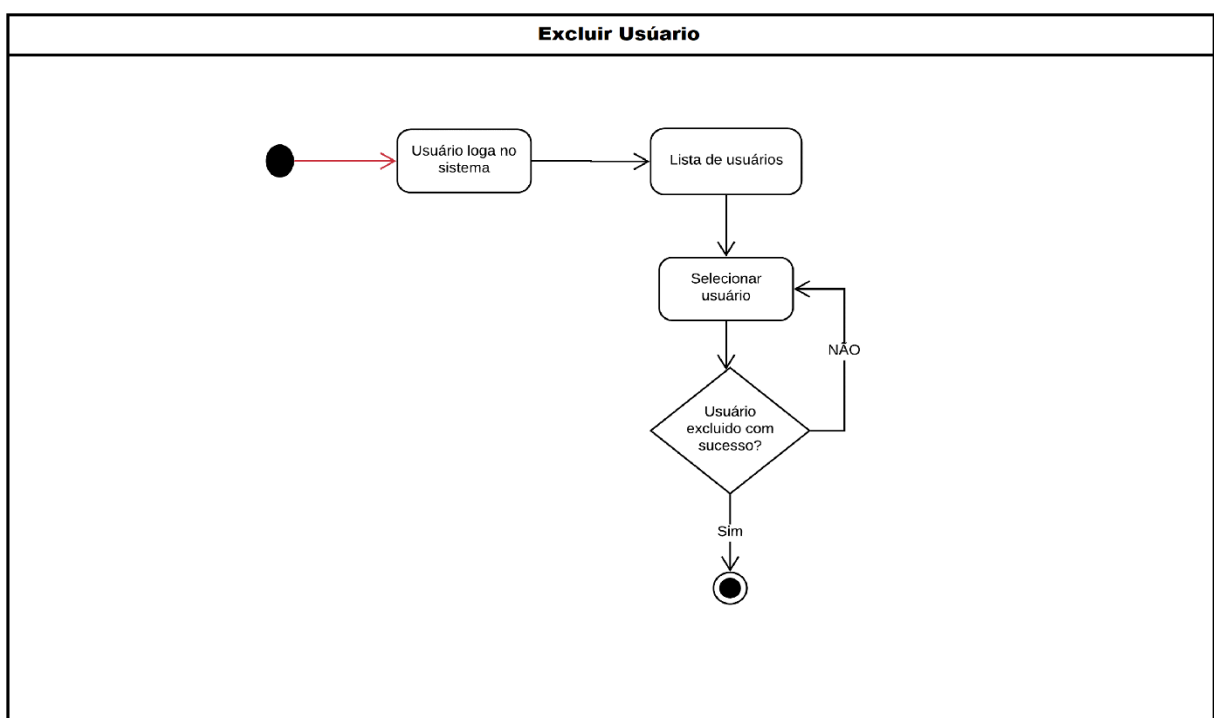 Excluir Usúario
Usuário loga no
sistema
Lista de usuários
Selecionar
usuário
NÃO
Usuário
excluido com
sucesso?
Sim